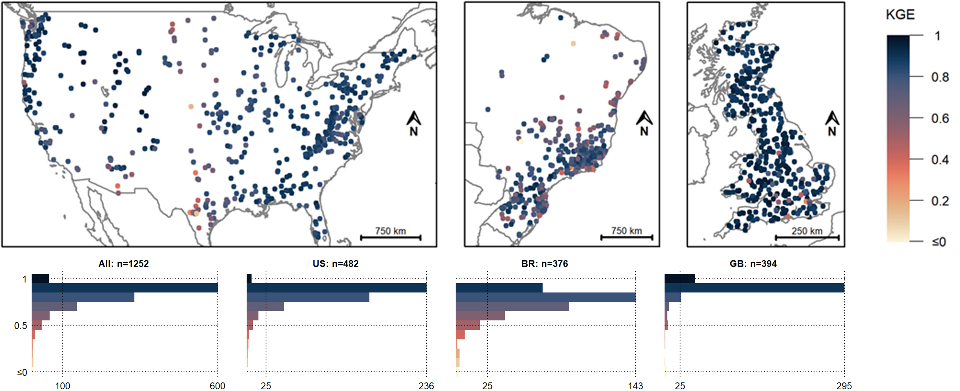 KGE
1
0.8
0.6
0.4
0.2
≤0
N
750 km
N
750 km
N
250 km
All: n=1252
US: n=482
BR: n=376
GB: n=394
1
0.5
≤0
100
600
25
236
25
143
25
295